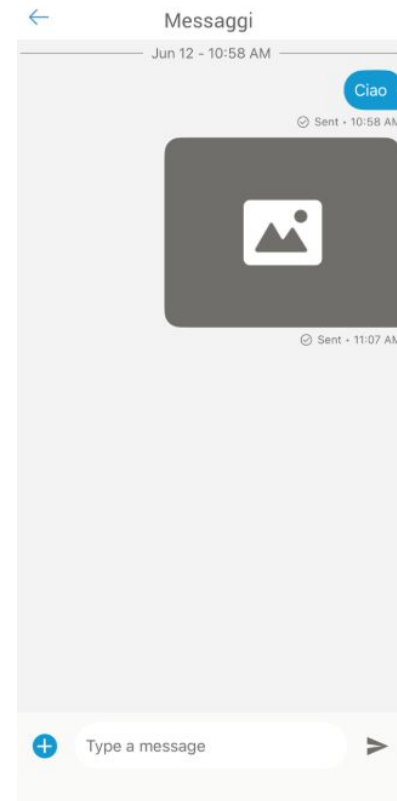 Messaggi
Jun 12 - 10:58 AM
Ciao
Sent • 10:58 AM
Sent • 11:07 AM
Type a message